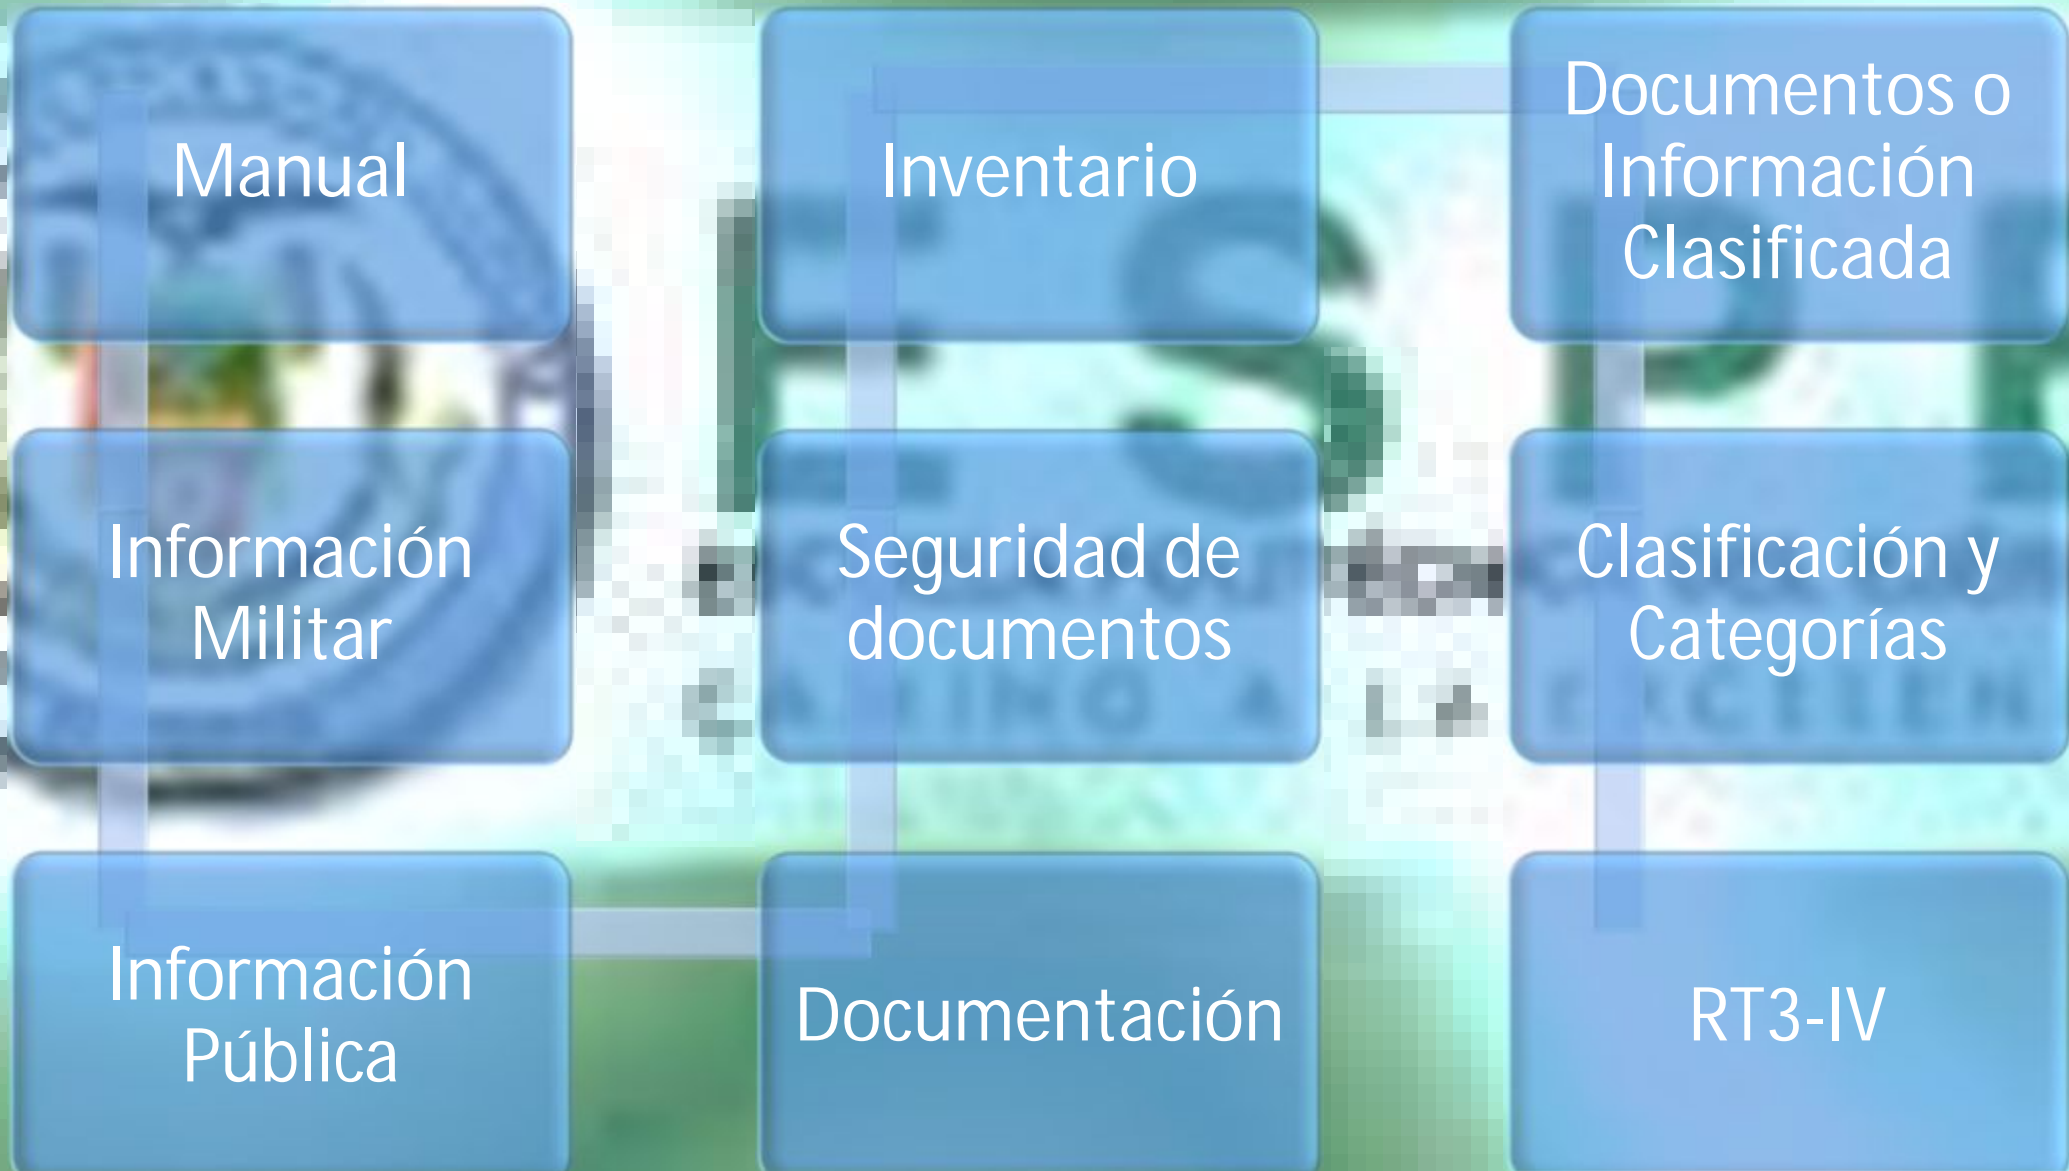 Manual
Información
Militar
Información
Pública
Documentación
Seguridad de
documentos
Inventario
Documentos o
Información
Clasificada
Clasificación y
Categorías
RT3-IV